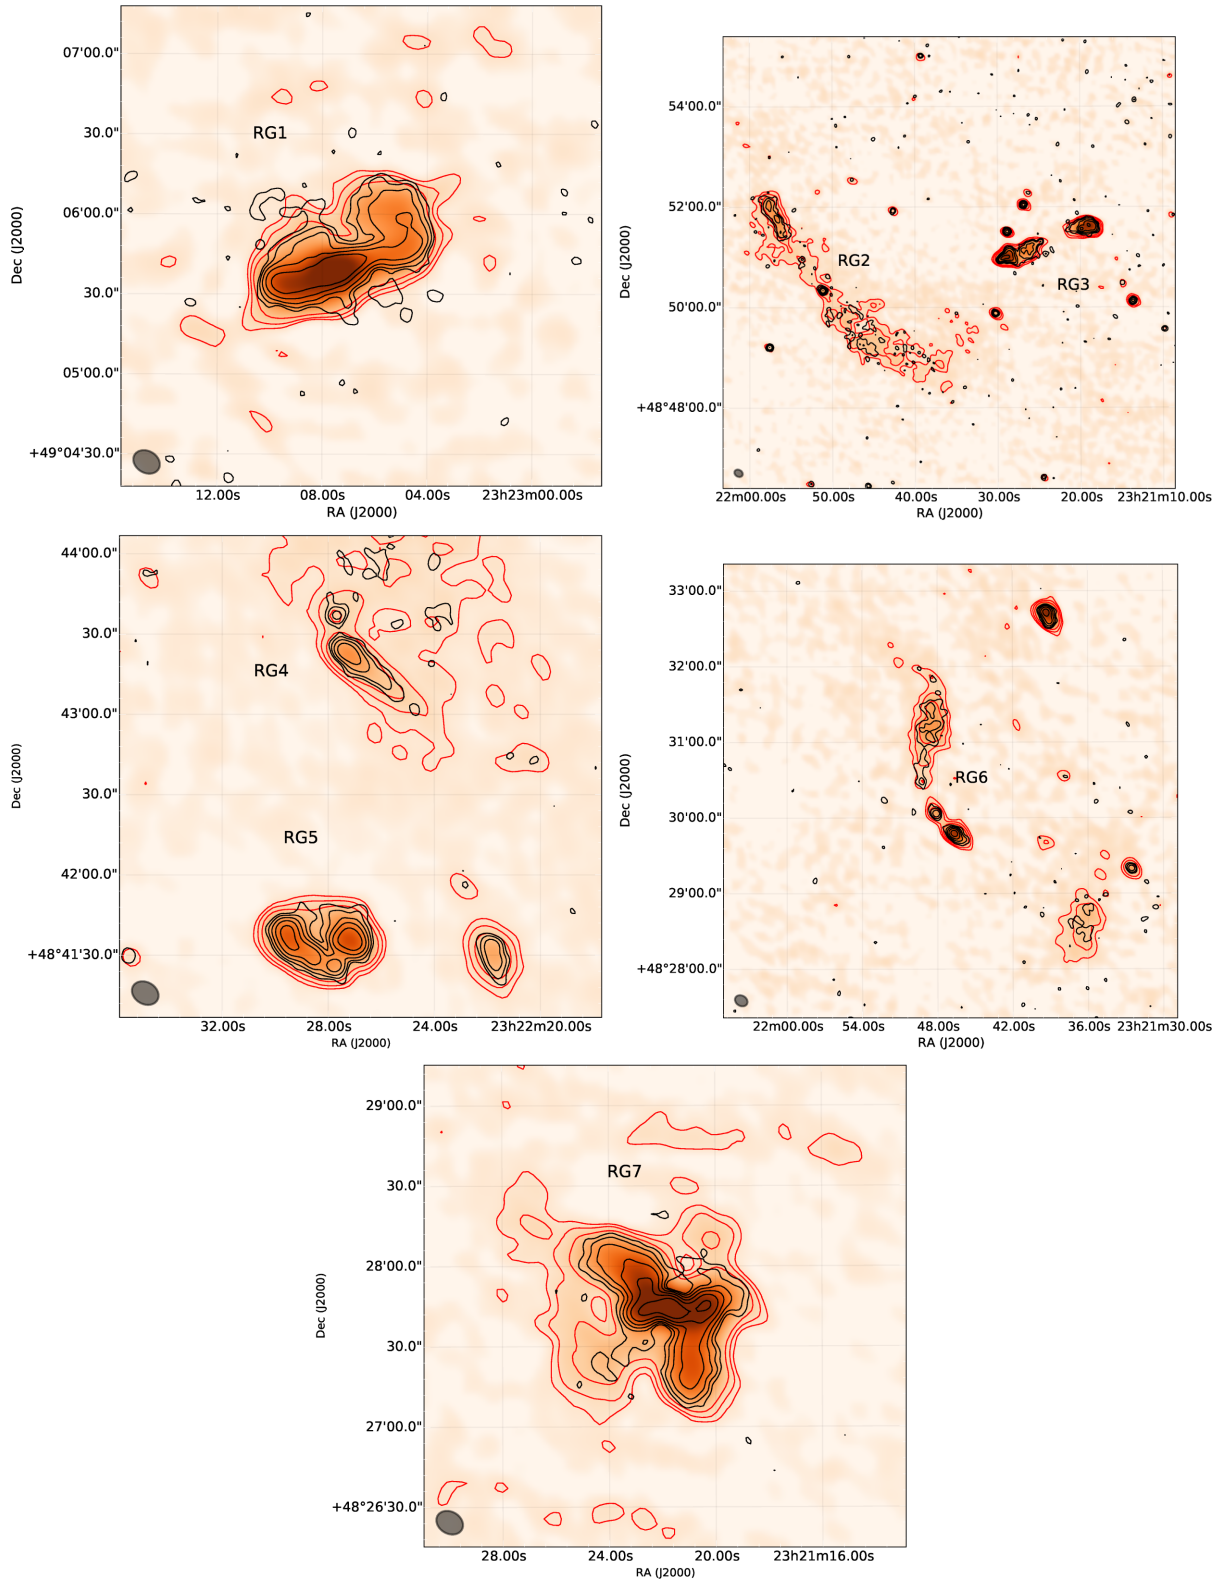 07'00.0"
30.0"
RG1
06'00.0"
Dec (J2000)
30.0"
05'00.0"
+49°04'30.0"
12.00s 08.00s 04.00s 23h23m00.00s
RA (J2000)
54'00.0"
52'00.0"
Dec (J2000)
RG2
RG3
50'00.0"
+48°48'00.0"
22m00.00s 50.00s 40.00s 30.00s 20.00s 23h21m10.00s
RA (J2000)
44'00.0"
30.0"
RG4
43'00.0"
Dec (J2000)
30.0"
RG5
42'00.0"
+48°41'30.0"
32.00s 28.00s 24.00s 23h22m20.00s
RA (J2000)
33'00.0"
32'00.0"
31'00.0"
Dec (J2000)
RG6
30'00.0"
29'00.0"
+48°28'00.0"
22m00.00s 54.00s 48.00s 42.00s 36.00s 23h21m30.00s
RA (J2000)
29'00.0"
RG7
30.0"
28'00.0"
Dec (J2000)
30.0"
27'00.0"
+48°26'30.0"
28.00s 24.00s 20.00s 23h21m16.00s
RA (J2000)